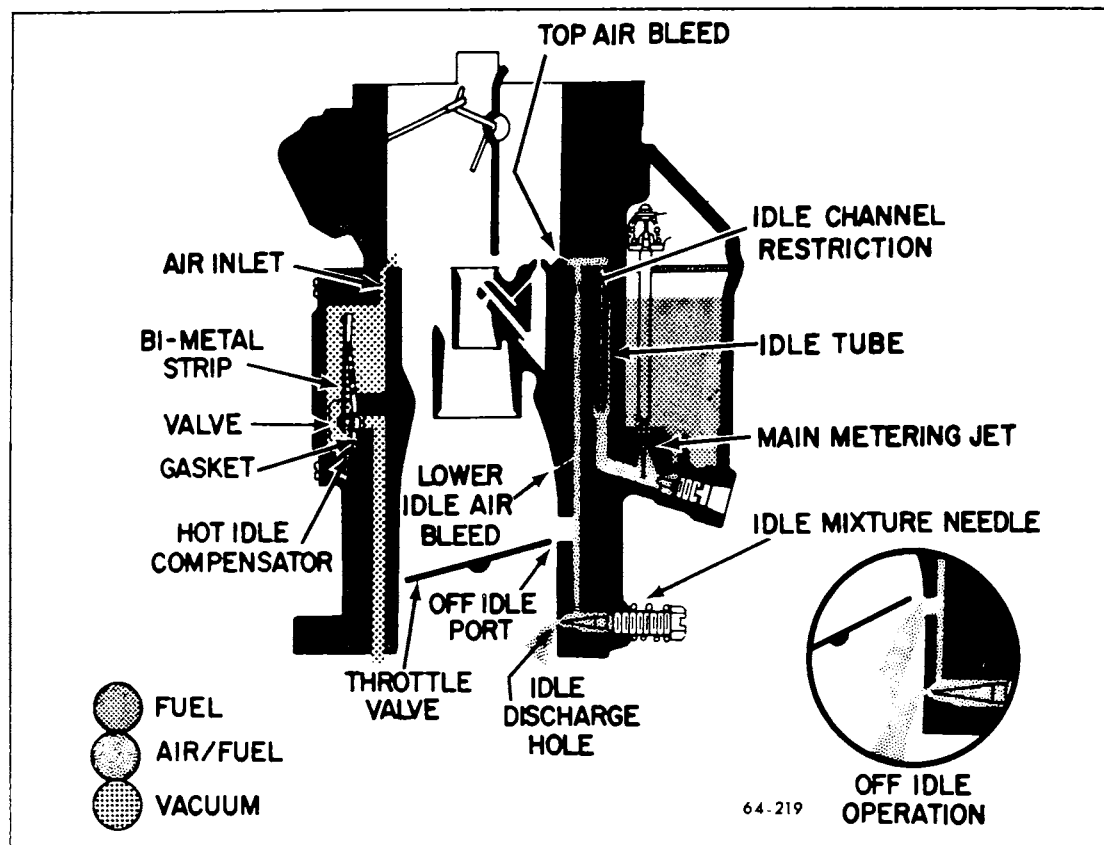 TOP AIR BLEED
IDLE CHANNEL
RESTRICTION
AIR INLET
BI-METAL
STRIP
IDLE TUBE
VALVE
MAIN METERING JET
GASKET
LOWER
IDLE AIR
BLEED
HOT IDLE
COMPENSATOR
IDLE MIXTURE NEEDLE
OFF IDLE
PORT
THROTTLE
VALVE
IDLE
DISCHARGE
HOLE
FUEL
AIR/FUEL
VACUUM
64-219
OFF IDLE
OPERATION